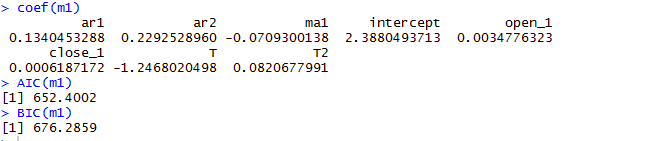 > coef(m1)
ar1 ar2 ma1 intercept open_1
0.1340453288 0.2292528960 -0.0709300138 2.3880493713 0.0034776323
close_1 T T2
0.0006187172 -1.2468020498 0.0820677991
> AIC(m1)
[1] 652.4002
> BIC(m1)
[1] 676.2859